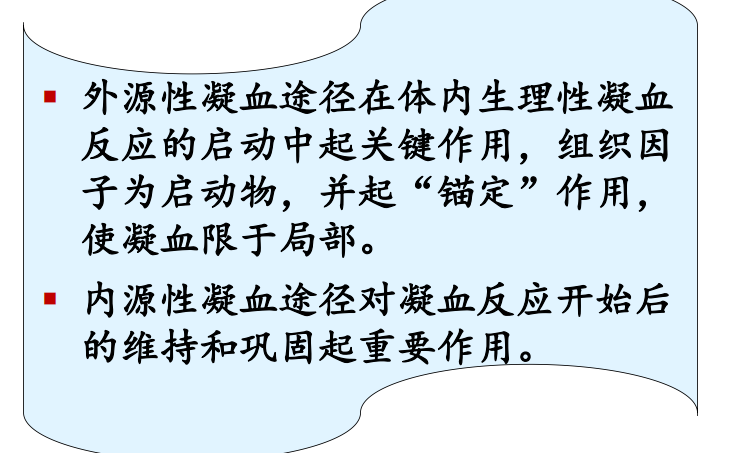 ▪ 外源性凝血途径在体内生理性凝血
反应的启动中起关键作用，组织因
子为启动物，并起“锚定”作用，
使凝血限于局部。
▪ 内源性凝血途径对凝血反应开始后
的维持和巩固起重要作用。